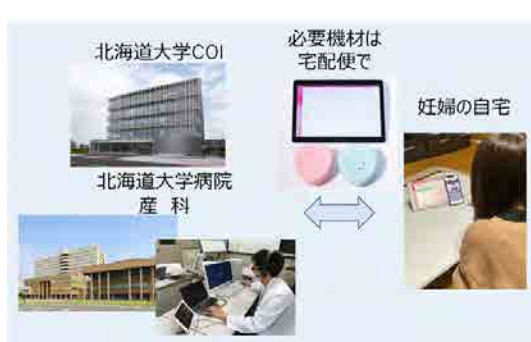 北海道大学COI
必要機材は
宅配便で
妊婦の自宅
北海道大学病院
産 科